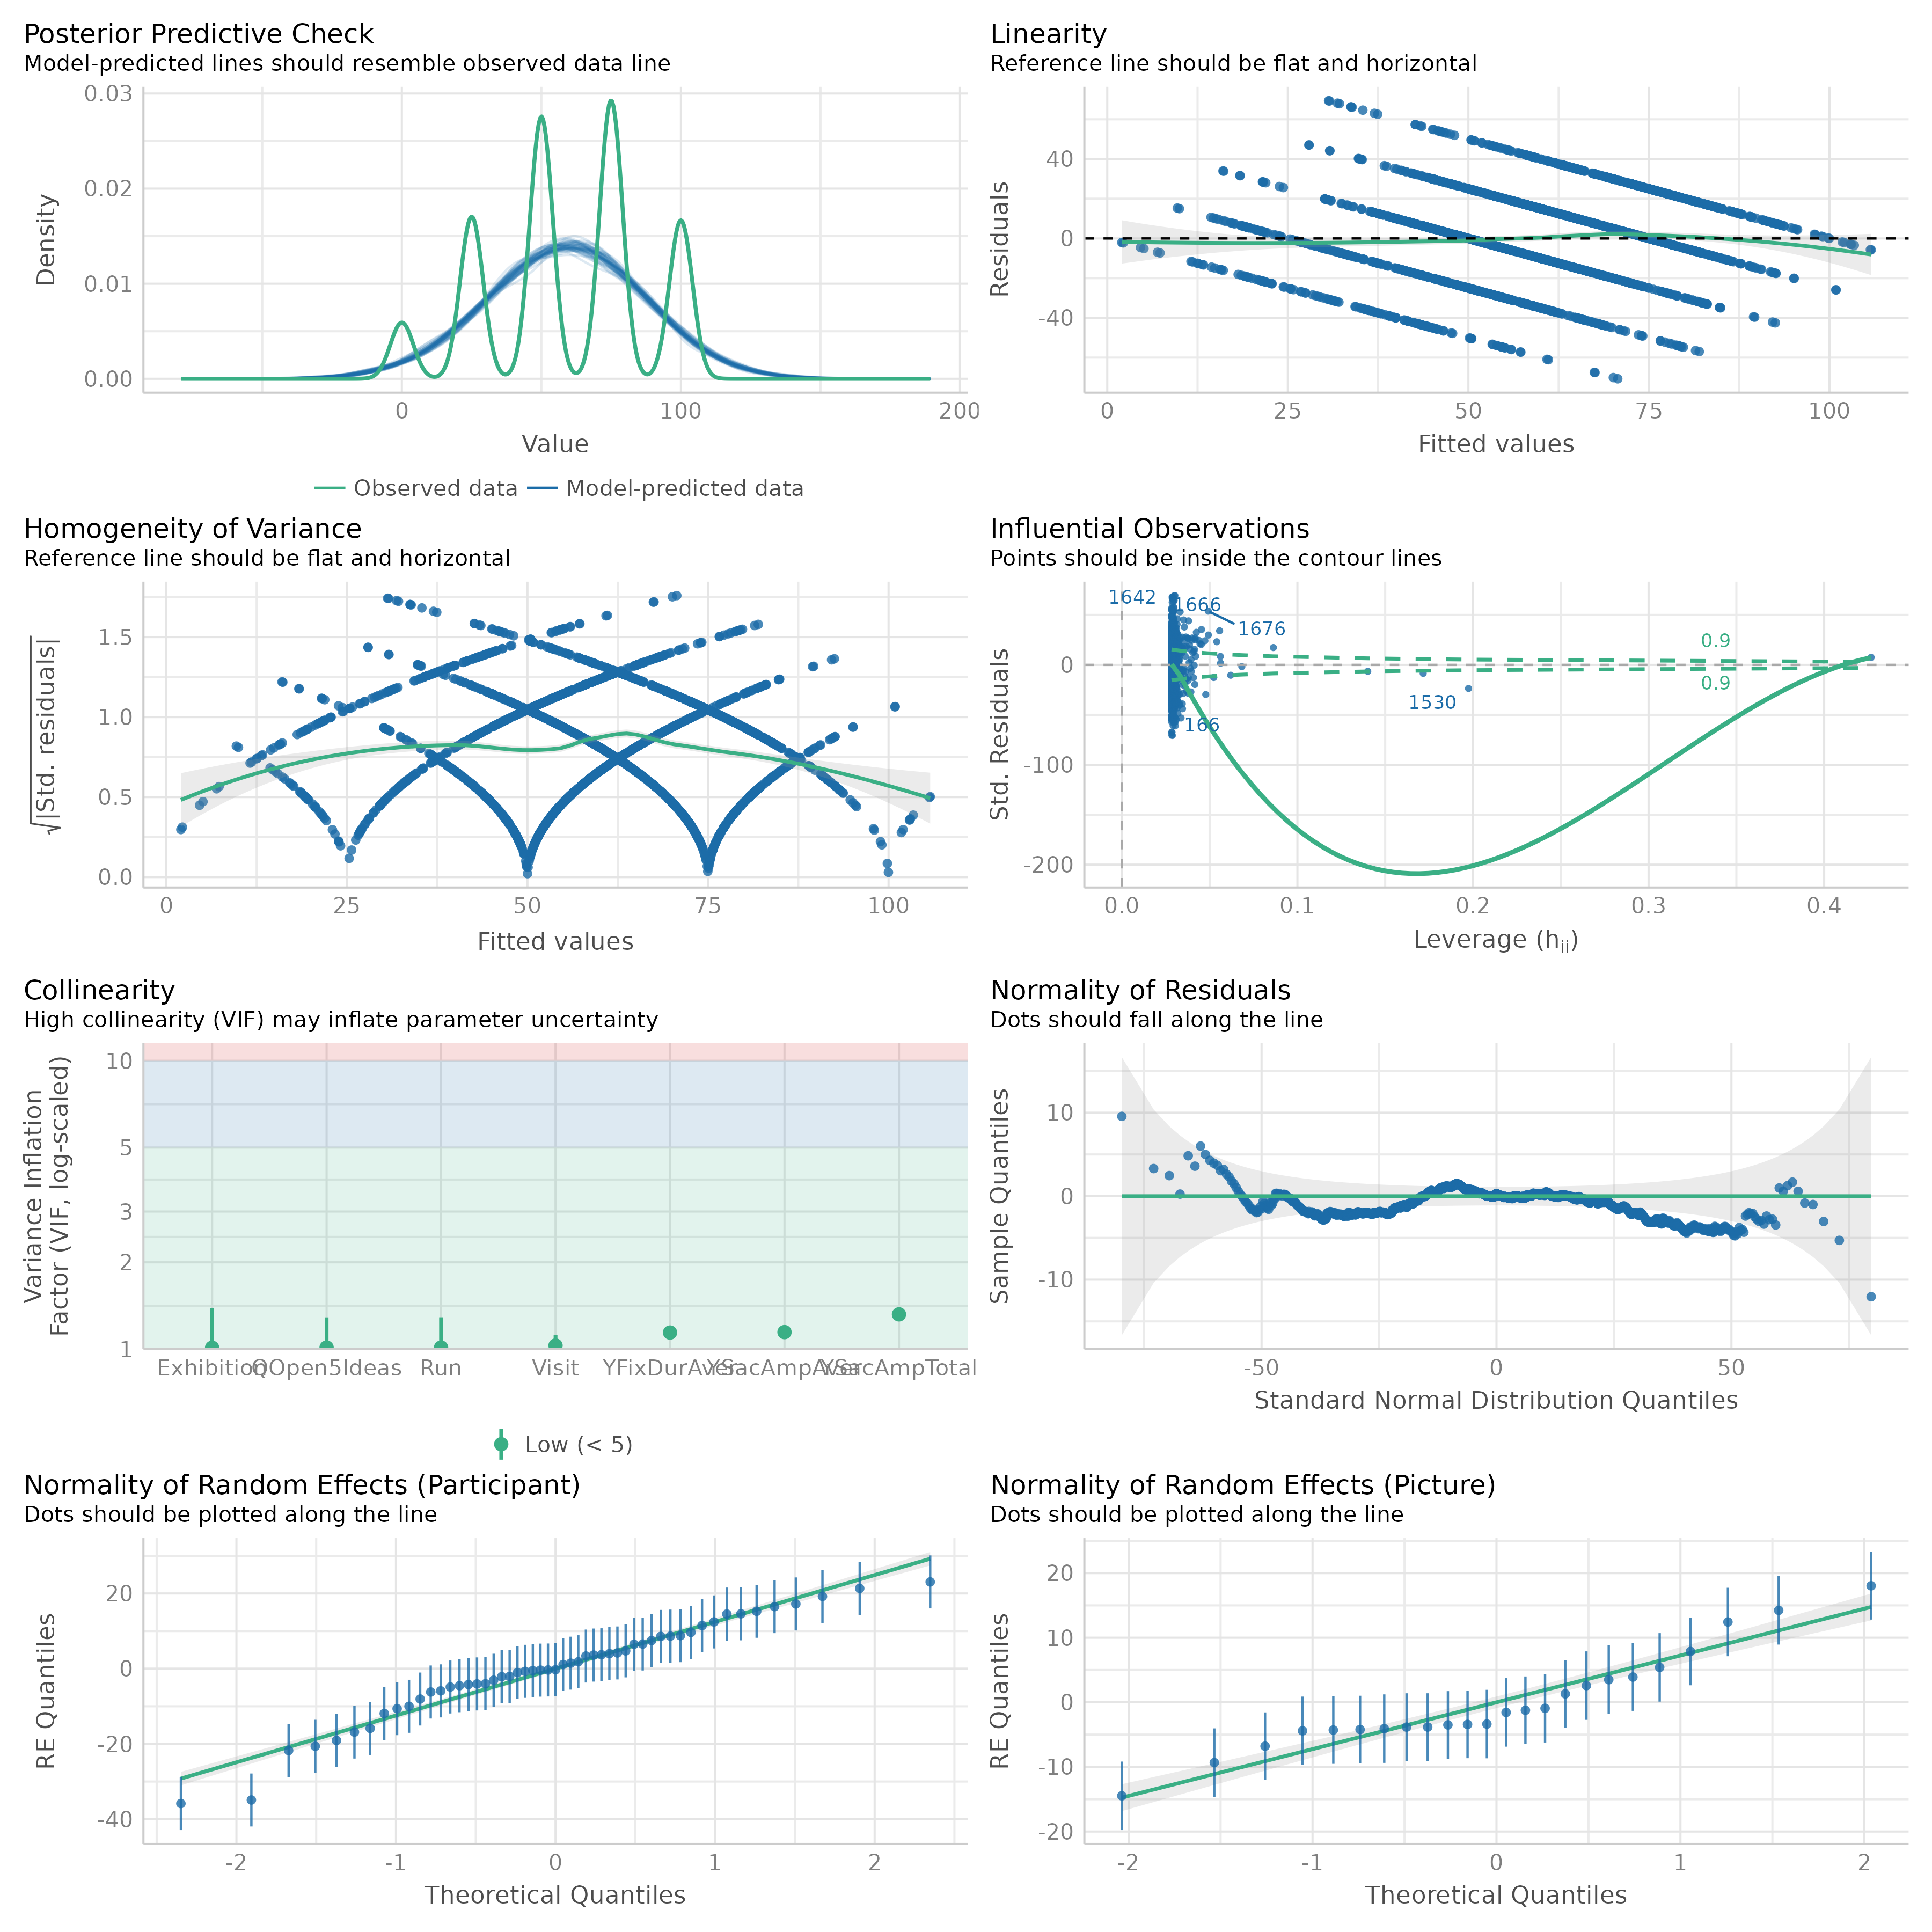 Posterior Predictive Check
Model-predicted lines should resemble observed data line
0.03
0.02
0.01
0.00
Density
0
100
200
Value
Observed data
Model-predicted data
Linearity
Reference line should be flat and horizontal
40
0
-40
Residuals
0
25
50
75
100
Fitted values
Homogeneity of Variance
Reference line should be flat and horizontal
1.5
1.0
0.5
0.0
√|Std. residuals|
0
25
50
75
100
Fitted values
Influential Observations
Points should be inside the contour lines
1642
1666
1676
0.9
0.9
1530
166
0
-100
-200
Std. Residuals
0.0
0.1
0.2
0.3
0.4
Leverage (hii)
Collinearity
High collinearity (VIF) may inflate parameter uncertainty
10
5
3
2
1
Variance Inflation
Factor (VIF, log-scaled)
Exhibition
QOpen5Ideas
Run
Visit
YFixDurAver
YSacAmpAver
YSacAmpTotal
Low (< 5)
Normality of Residuals
Dots should fall along the line
10
0
-10
Sample Quantiles
-50
0
50
Standard Normal Distribution Quantiles
Normality of Random Effects (Participant)
Dots should be plotted along the line
20
0
-20
-40
RE Quantiles
-2
-1
0
1
2
Theoretical Quantiles
Normality of Random Effects (Picture)
Dots should be plotted along the line
20
10
0
-10
-20
RE Quantiles
-2
-1
0
1
2
Theoretical Quantiles